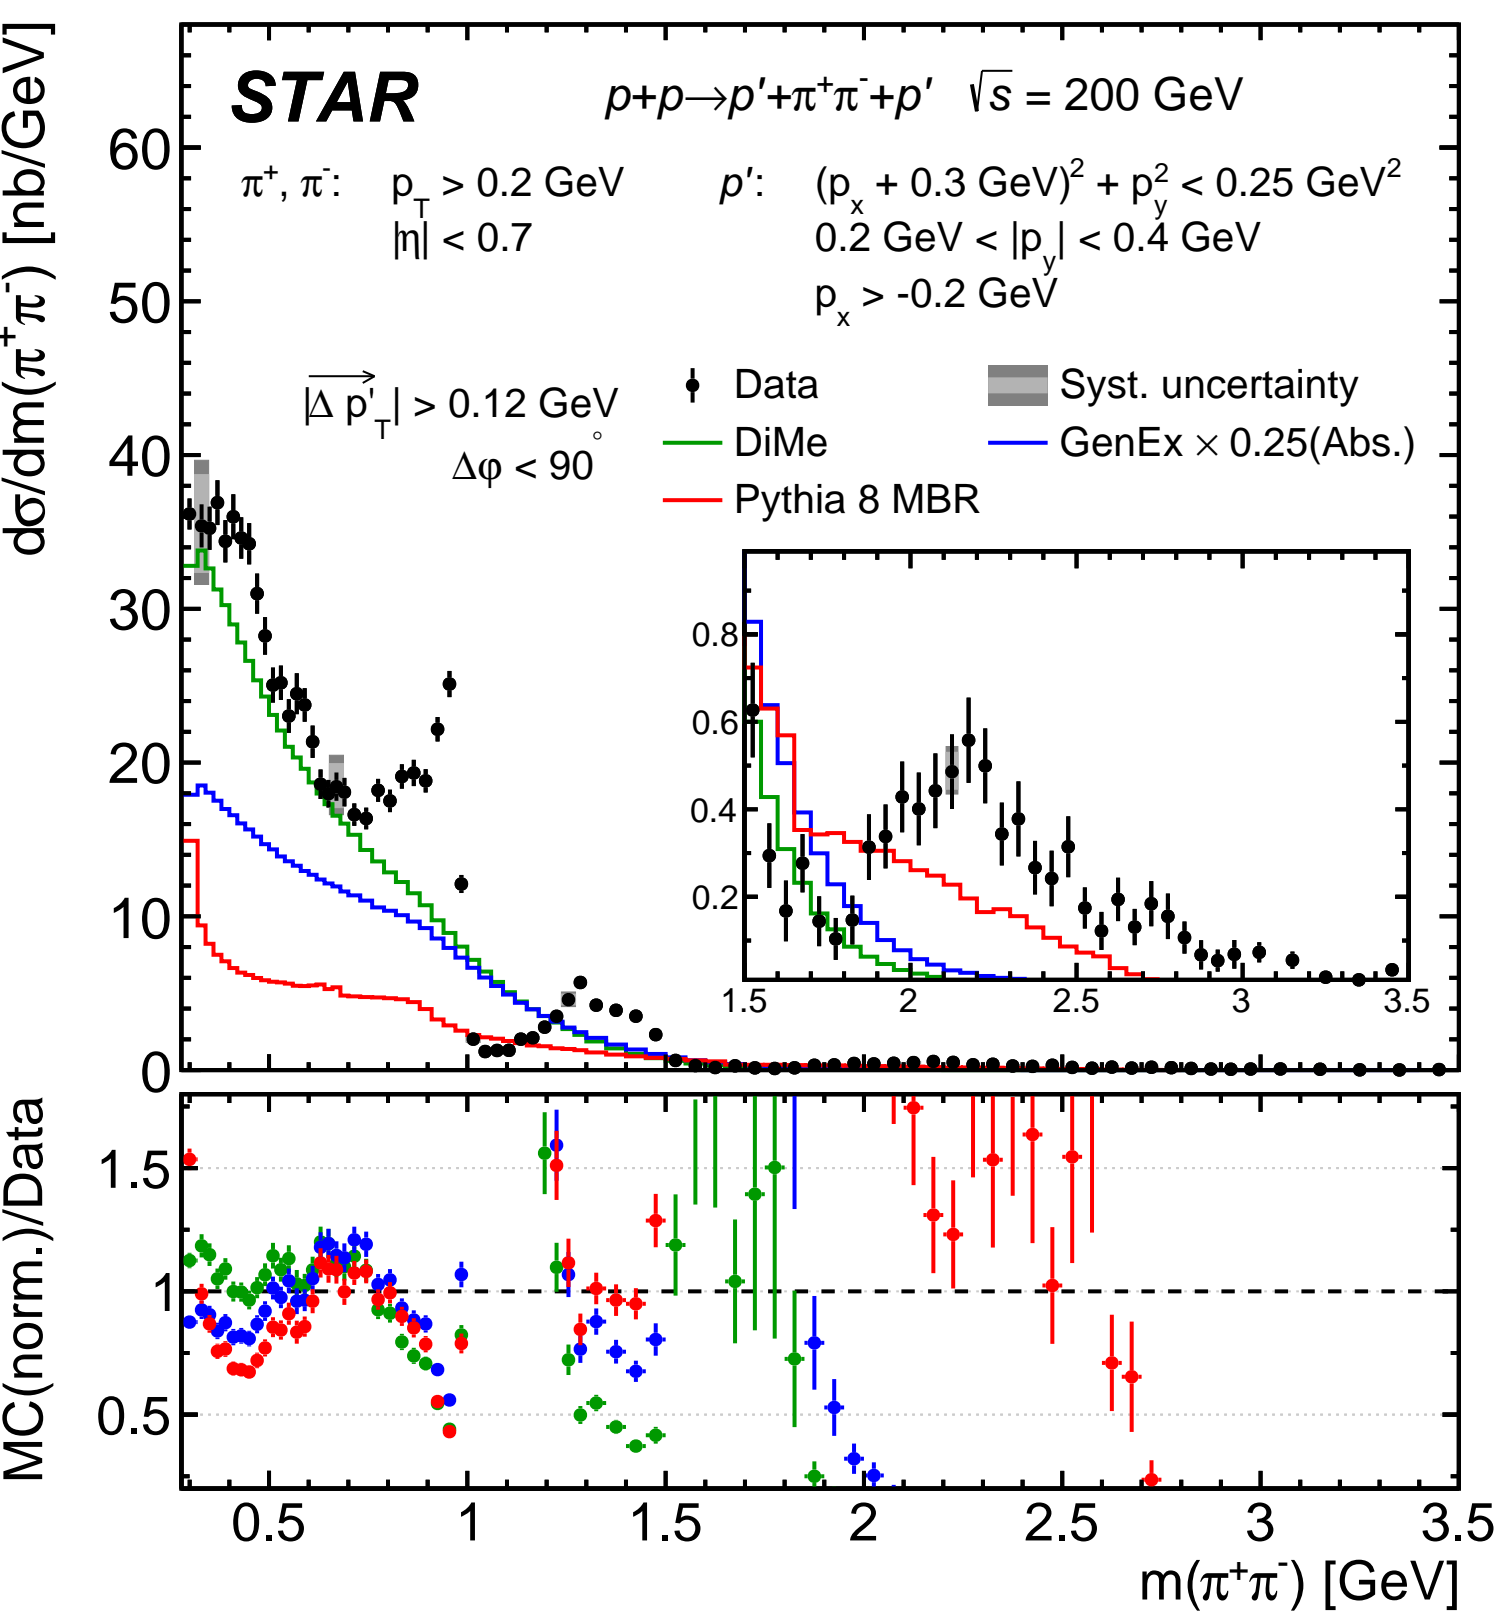 STAR p+p→p′+π⁺π⁻+p′ √s = 200 GeV
π⁺, π⁻: p_T > 0.2 GeV p′: (p_x + 0.3 GeV)² + p_y² < 0.25 GeV²
|η| < 0.7 0.2 GeV < |p_y| < 0.4 GeV
p_x > -0.2 GeV
|Δ p'_T| > 0.12 GeV
Δφ < 90°
Data
Syst. uncertainty
DiMe
GenEx × 0.25(Abs.)
Pythia 8 MBR
dσ/dm(π⁺π⁻) [nb/GeV]
60
50
40
30
20
10
0
0.8
0.6
0.4
0.2
1.5 2 2.5 3 3.5
MC(norm.)/Data
1.5
1
0.5
0.5 1 1.5 2 2.5 3 3.5
m(π⁺π⁻) [GeV]